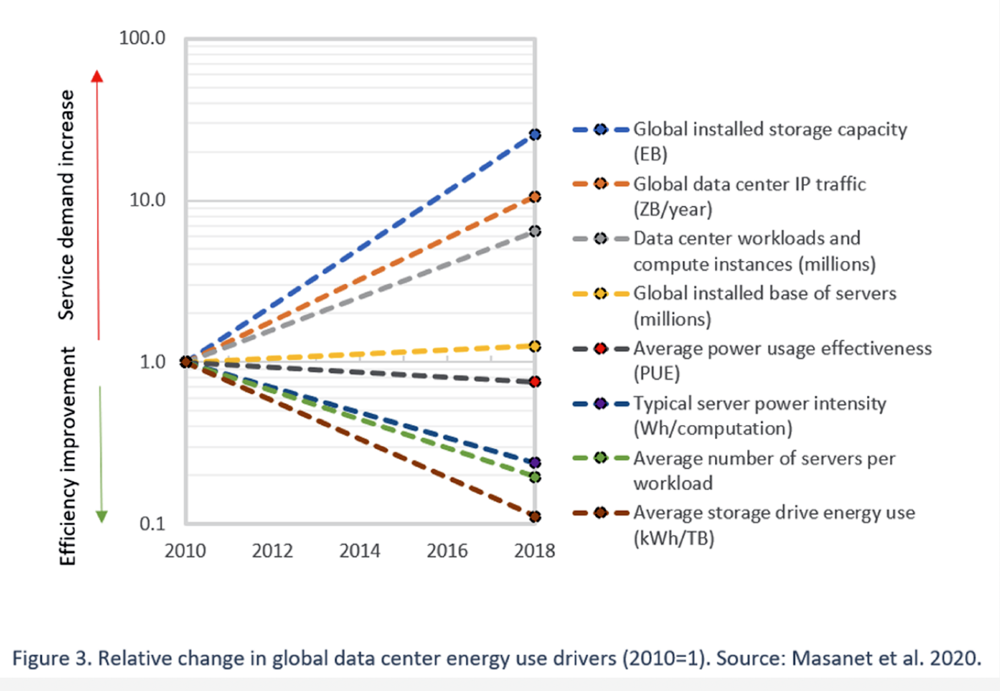 100.0
10.0
1.0
0.1
Service demand increase
Efficiency improvement
2010 2012 2014 2016 2018
Global installed storage capacity
(EB)
Global data center IP traffic
(ZB/year)
Data center workloads and
compute instances (millions)
Global installed base of servers
(millions)
Average power usage effectiveness
(PUE)
Typical server power intensity
(Wh/computation)
Average number of servers per
workload
Average storage drive energy use
(kWh/TB)
Figure 3. Relative change in global data center energy use drivers (2010=1). Source: Masanet et al. 2020.